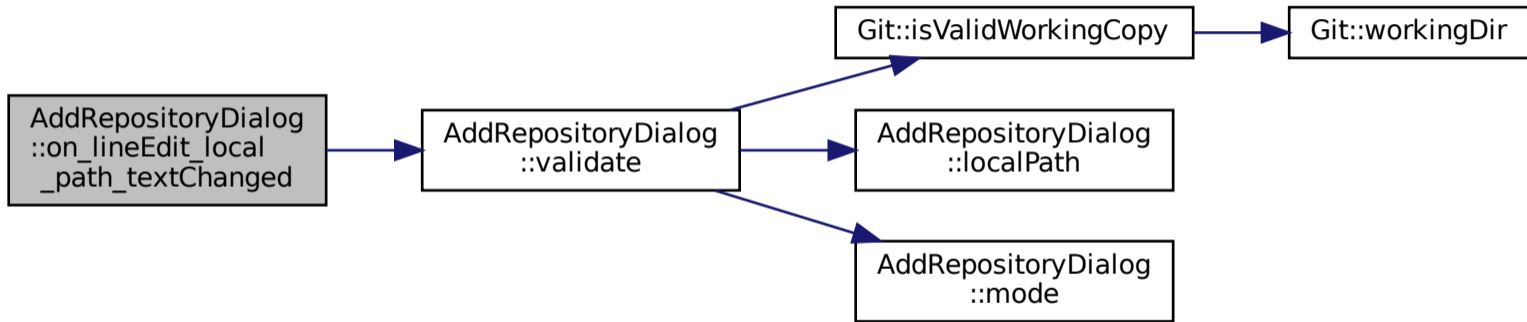 AddRepositoryDialog
::on_lineEdit_local
_path_textChanged
AddRepositoryDialog
::validate
Git::isValidWorkingCopy
Git::workingDir
AddRepositoryDialog
::localPath
AddRepositoryDialog
::mode